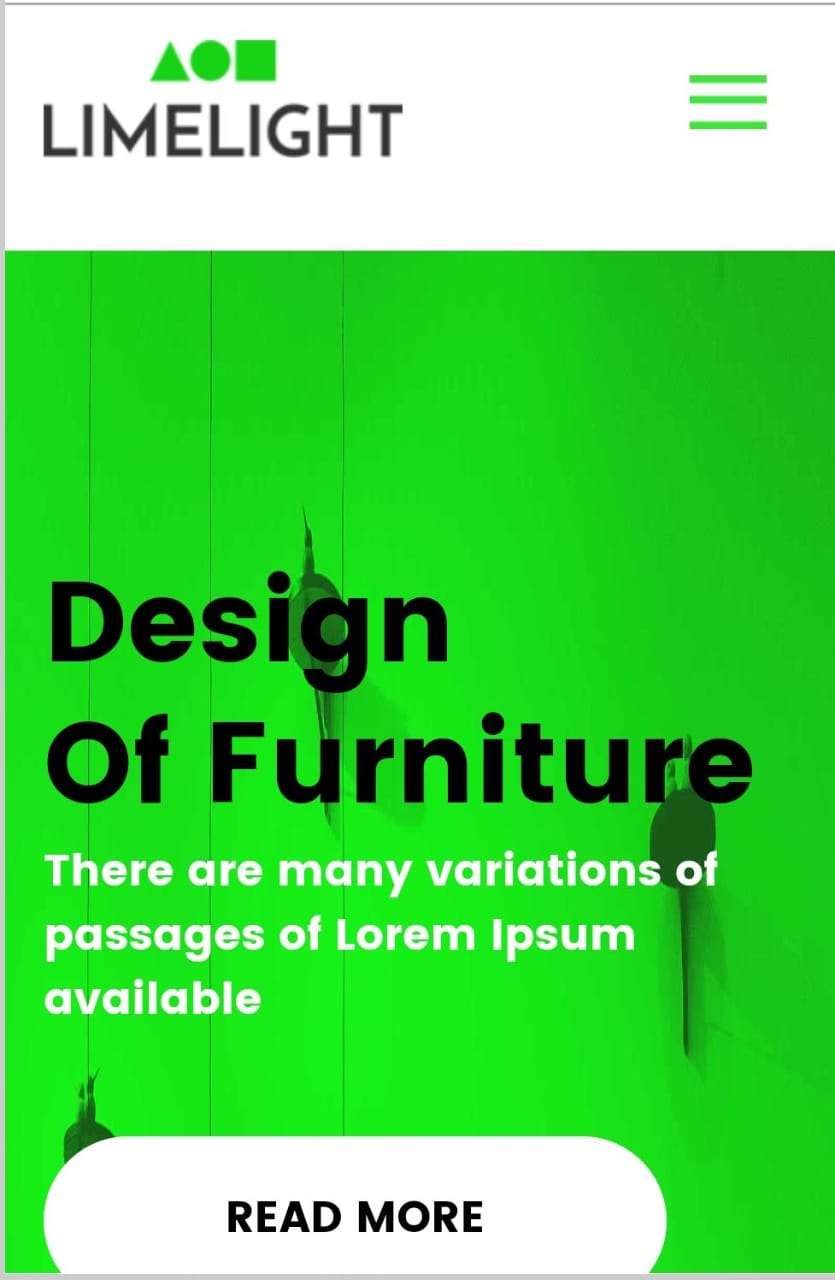 LIMELIGHT
Design
Of Furniture
There are many variations of
passages of Lorem Ipsum
available
READ MORE